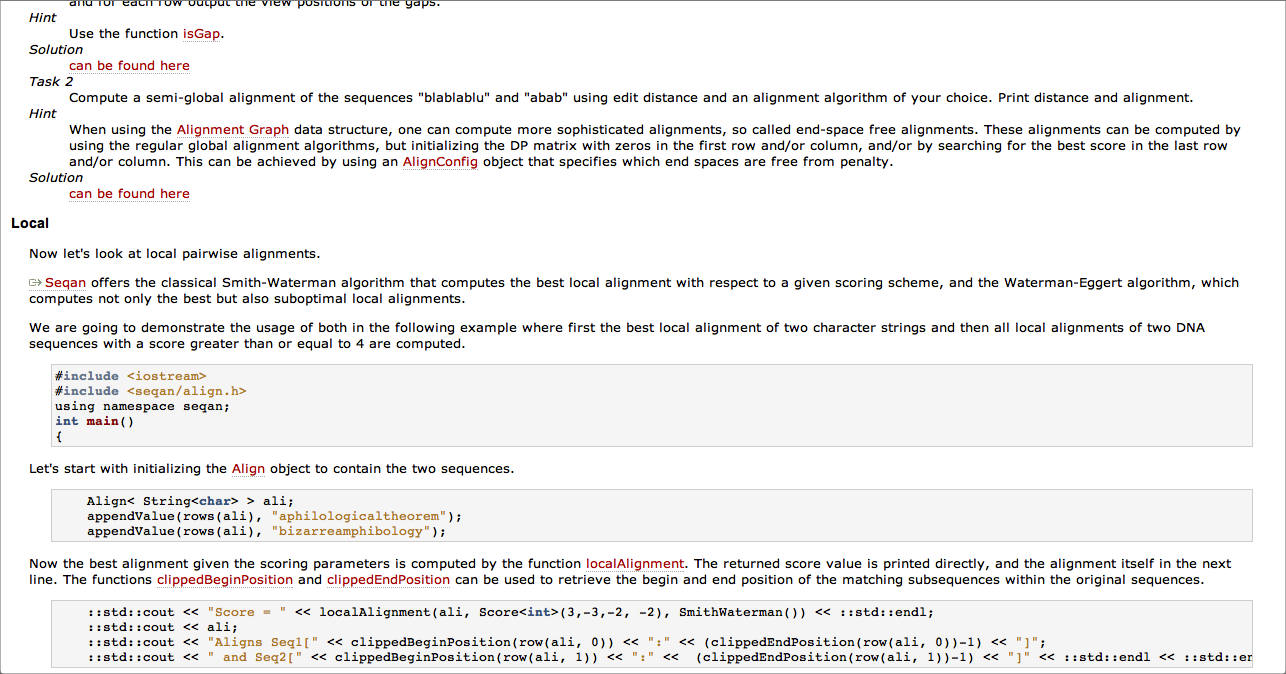 and for each row output the view positions of the gaps.
Hint
Use the function isGap.
Solution
can be found here
Task 2
Compute a semi-global alignment of the sequences "blablablu" and "abab" using edit distance and an alignment algorithm of your choice. Print distance and alignment.
Hint
When using the Alignment Graph data structure, one can compute more sophisticated alignments, so called end-space free alignments. These alignments can be computed by
using the regular global alignment algorithms, but initializing the DP matrix with zeros in the first row and/or column, and/or by searching for the best score in the last row
and/or column. This can be achieved by using an AlignConfig object that specifies which end spaces are free from penalty.
Solution
can be found here
Local
Now let's look at local pairwise alignments.
Seqan offers the classical Smith-Waterman algorithm that computes the best local alignment with respect to a given scoring scheme, and the Waterman-Eggert algorithm, which
computes not only the best but also suboptimal local alignments.
We are going to demonstrate the usage of both in the following example where first the best local alignment of two character strings and then all local alignments of two DNA
sequences with a score greater than or equal to 4 are computed.
#include <iostream>
#include <seqan/align.h>
using namespace seqan;
int main()
{
Let's start with initializing the Align object to contain the two sequences.
Align< String<char> > ali;
appendValue(rows(ali), "aphilologicaltheorem");
appendValue(rows(ali), "bizarreamphibology");
Now the best alignment given the scoring parameters is computed by the function localAlignment. The returned score value is printed directly, and the alignment itself in the next
line. The functions clippedBeginPosition and clippedEndPosition can be used to retrieve the begin and end position of the matching subsequences within the original sequences.
::std::cout << "Score = " << localAlignment(ali, Score<int>(3,-3,-2, -2), SmithWaterman()) << ::std::endl;
::std::cout << ali;
::std::cout << "Aligns Seq1[" << clippedBeginPosition(row(ali, 0)) << ":" << (clippedEndPosition(row(ali, 0))-1) << "]";
::std::cout << " and Seq2[" << clippedBeginPosition(row(ali, 1)) << ":" <<  (clippedEndPosition(row(ali, 1))-1) << "]" << ::std::endl << ::std::er